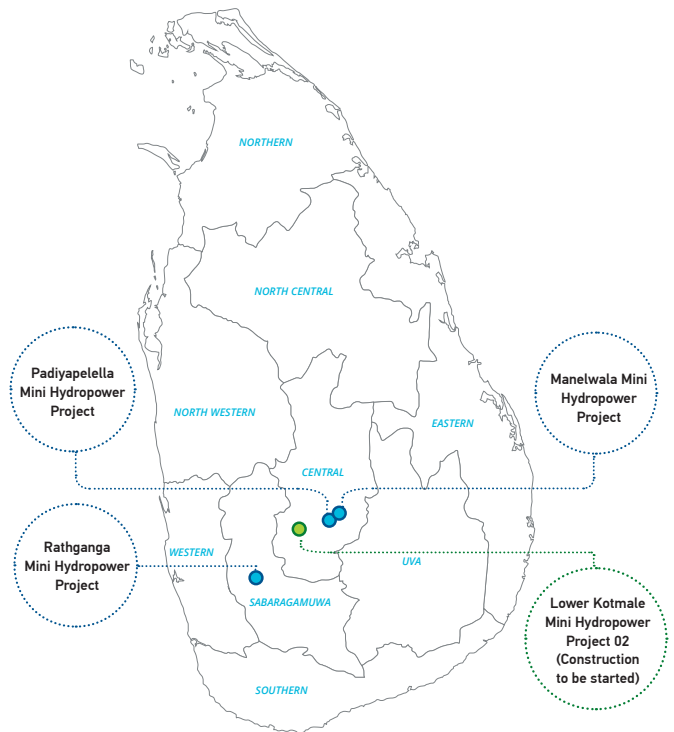 NORTHERN
NORTH CENTRAL
Padiyapelella
Mini Hydropower
Project
Manelwala Mini
Hydropower
Project
NORTH WESTERN
EASTERN
CENTRAL
Rathganga
Mini Hydropower
Project
WESTERN
UVA
SABARAGAMUWA
Lower Kotmale
Mini Hydropower
Project 02
(Construction
to be started)
SOUTHERN